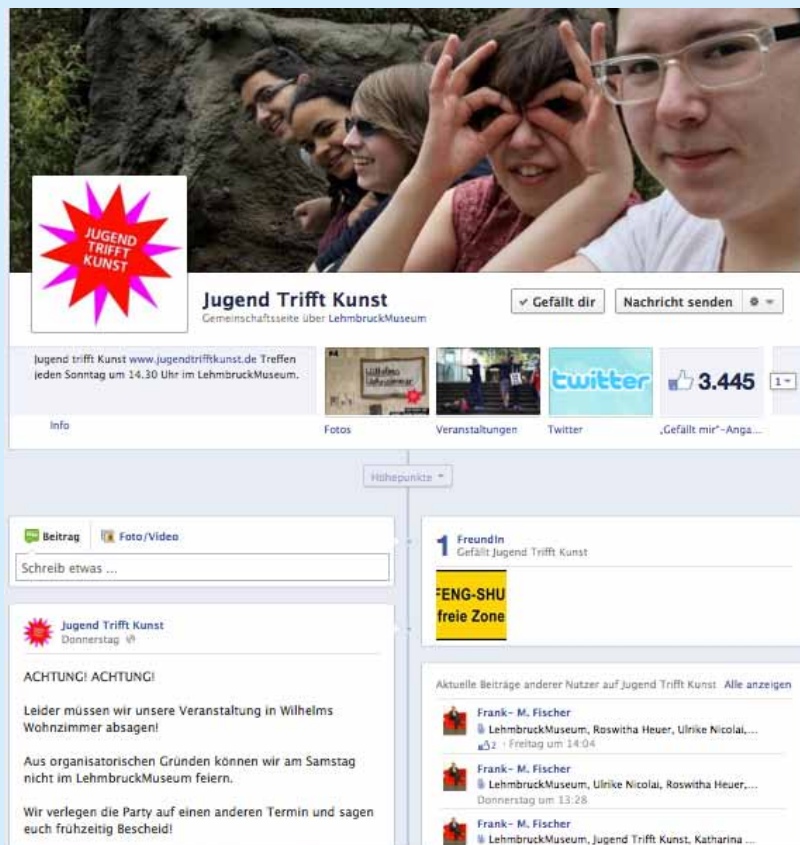 JUGEND
TRIFFT
KUNST
Jugend Trifft Kunst
Gemeinschaftsseite über LehmbruckMuseum
✓ Gefällt dir
Nachricht senden
Jugend trifft Kunst www.jugendtrifftkunst.de Treffen
jeden Sonntag um 14.30 Uhr im LehmbruckMuseum.
Info
Wilhelms
Wohnzimmer
Fotos
Veranstaltungen
twitter
Twitter
3.445
„Gefällt mir“-Anga...
1
Höhepunkte
Beitrag
Foto/Video
Schreib etwas ...
Jugend Trifft Kunst
Donnerstag
ACHTUNG! ACHTUNG!
Leider müssen wir unsere Veranstaltung in Wilhelms
Wohnzimmer absagen!
Aus organisatorischen Gründen können wir am Samstag
nicht im LehmbruckMuseum feiern.
Wir verlegen die Party auf einen anderen Termin und sagen
euch frühzeitig Bescheid!
1 FreundIn
Gefällt Jugend Trifft Kunst
FENG-SHU
freie Zone
Aktuelle Beiträge anderer Nutzer auf Jugend Trifft Kunst Alle anzeigen
Frank- M. Fischer
LehmbruckMuseum, Roswitha Heuer, Ulrike Nicolai,...
2 · Freitag um 14:04
Frank- M. Fischer
LehmbruckMuseum, Ulrike Nicolai, Roswitha Heuer,...
Donnerstag um 13:28
Frank- M. Fischer
LehmbruckMuseum, Jugend Trifft Kunst, Katharina ...